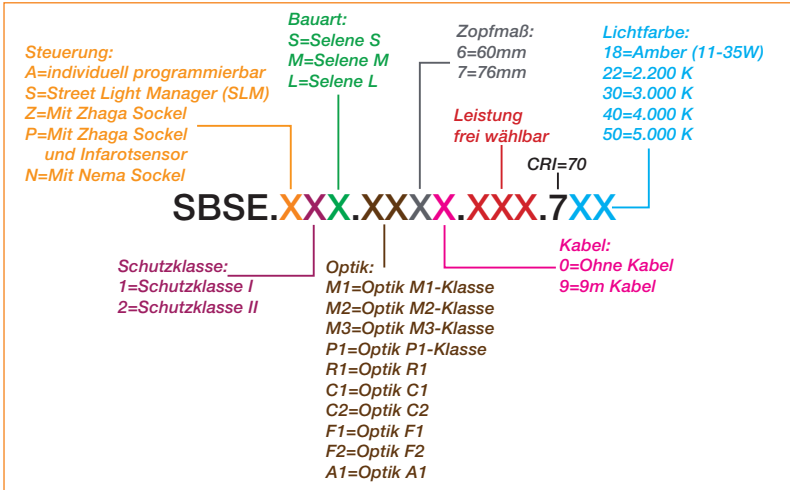 Steuerung:
A=individuell programmierbar
S=Street Light Manager (SLM)
Z=Mit Zhaga Sockel
P=Mit Zhaga Sockel
und Infarotsensor
N=Mit Nema Sockel
Bauart:
S=Selene S
M=Selene M
L=Selene L
Zopfmaß:
6=60mm
7=76mm
Leistung
frei wählbar
Lichtfarbe:
18=Amber (11-35W)
22=2.200 K
30=3.000 K
40=4.000 K
50=5.000 K
CRI=70
SBSE.XXX.XXXX.XXX.7XX
Schutzklasse:
1=Schutzklasse I
2=Schutzklasse II
Optik:
M1=Optik M1-Klasse
M2=Optik M2-Klasse
M3=Optik M3-Klasse
P1=Optik P1-Klasse
R1=Optik R1
C1=Optik C1
C2=Optik C2
F1=Optik F1
F2=Optik F2
A1=Optik A1
Kabel:
0=Ohne Kabel
9=9m Kabel